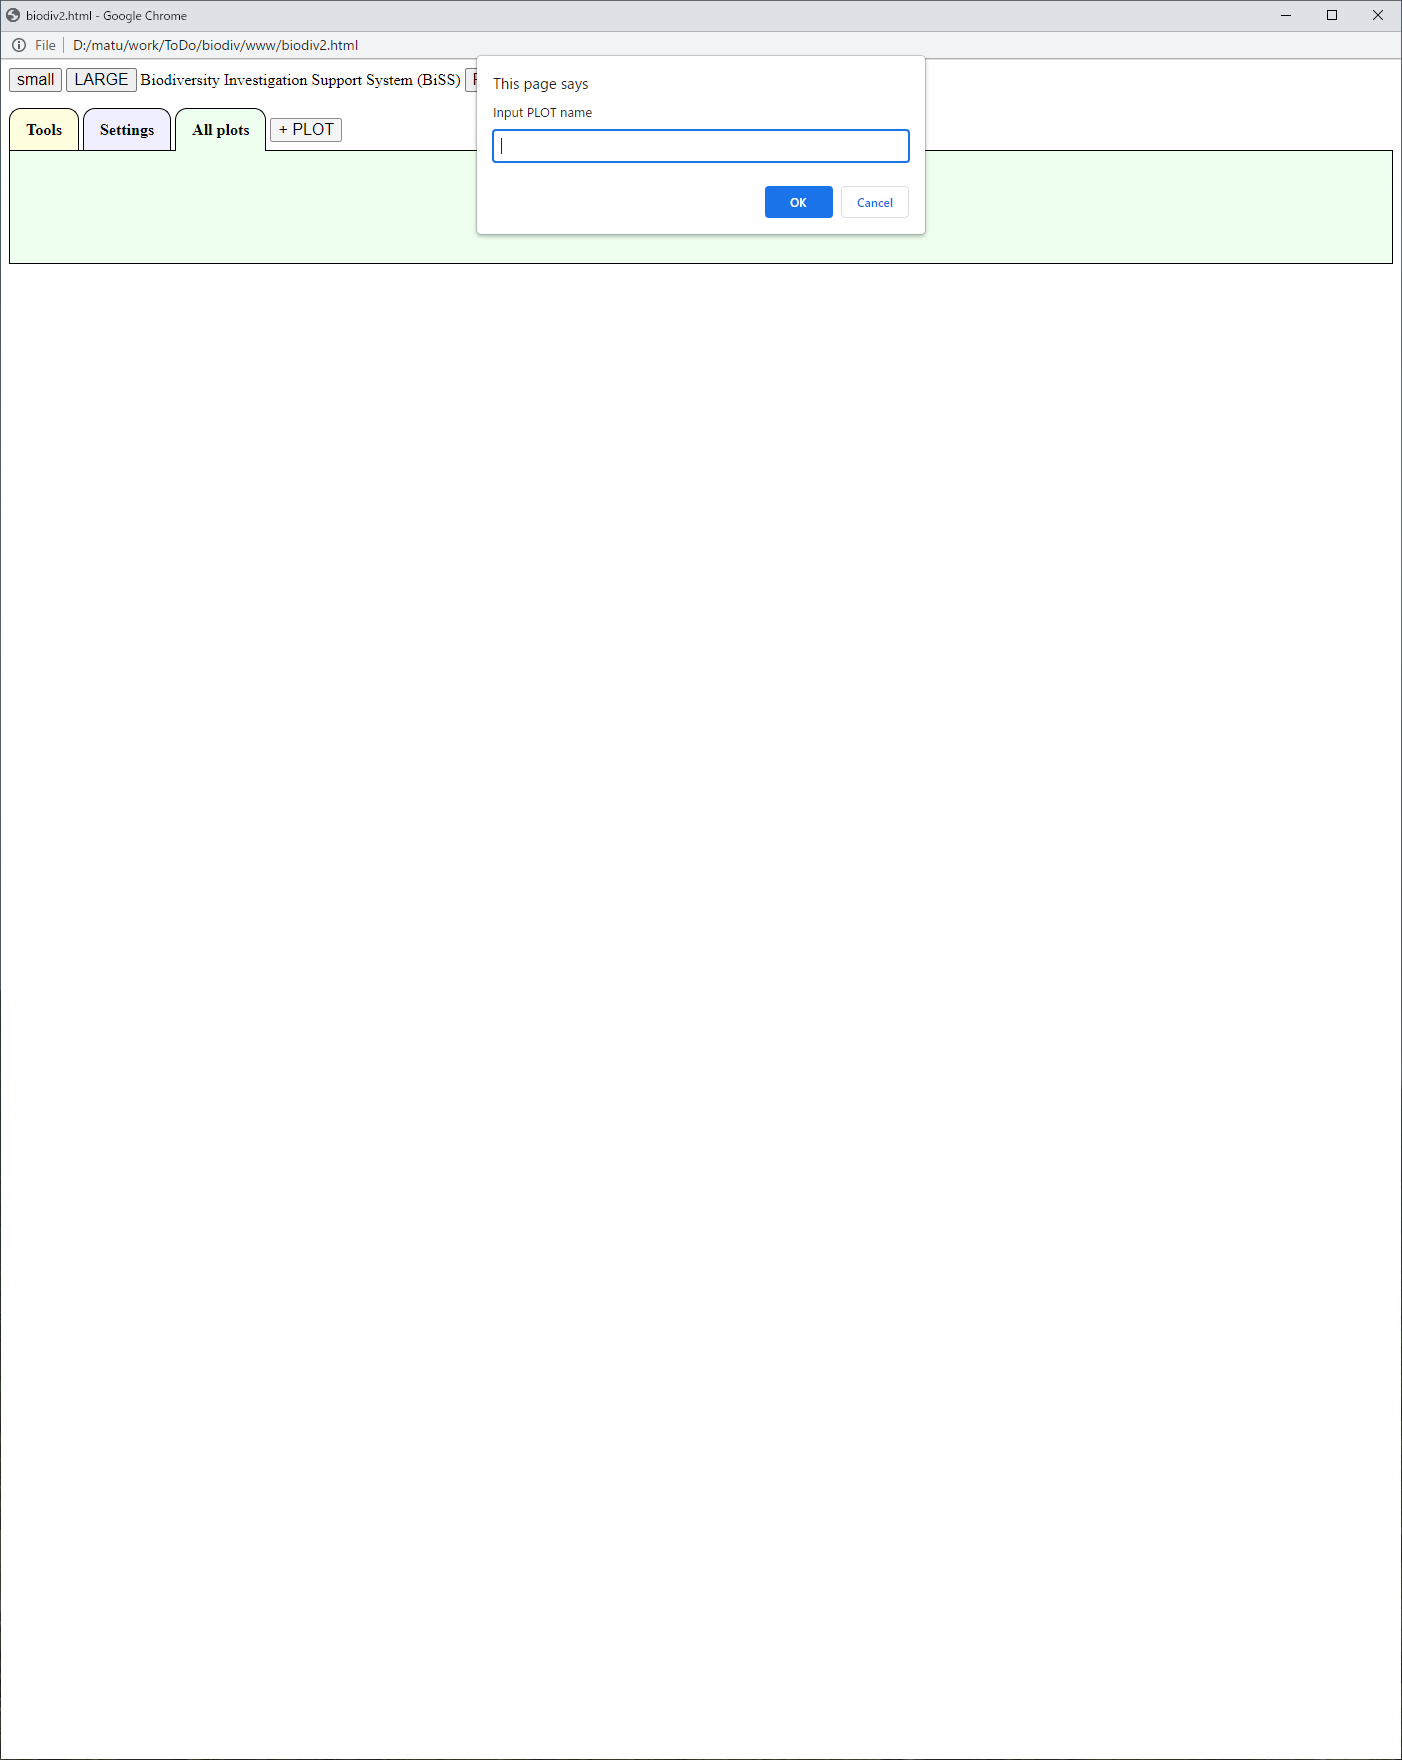 biodiv2.html - Google Chrome
File D:/matu/work/ToDo/biodiv/www/biodiv2.html
small LARGE Biodiversity Investigation Support System (BiSS)
This page says
Input PLOT name
Tools Settings All plots + PLOT
OK Cancel